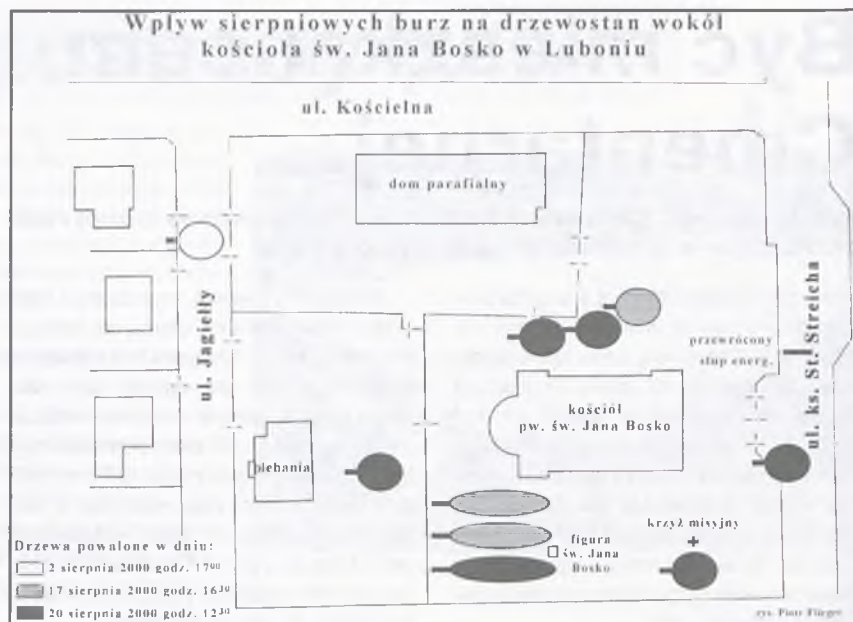 Wpływ sierpniowych burz na drzewostan wokół
kościoła św. Jana Bosko w Luboniu
ul. Kościelna
dom parafialny
ul. Jagiełły
przewrócony
słup energ.
ul. ks. St. Streicha
kościół
pw. św. Jana Bosko
plebania
krzyż misyjny
figura
św. Jana
Bosko
Drzewa powalone w dniu:
2 sierpnia 2000 godz. 17⁰⁰
17 sierpnia 2000 godz. 16³⁰
20 sierpnia 2000 godz. 12³⁰
rys. Piotr Flieger